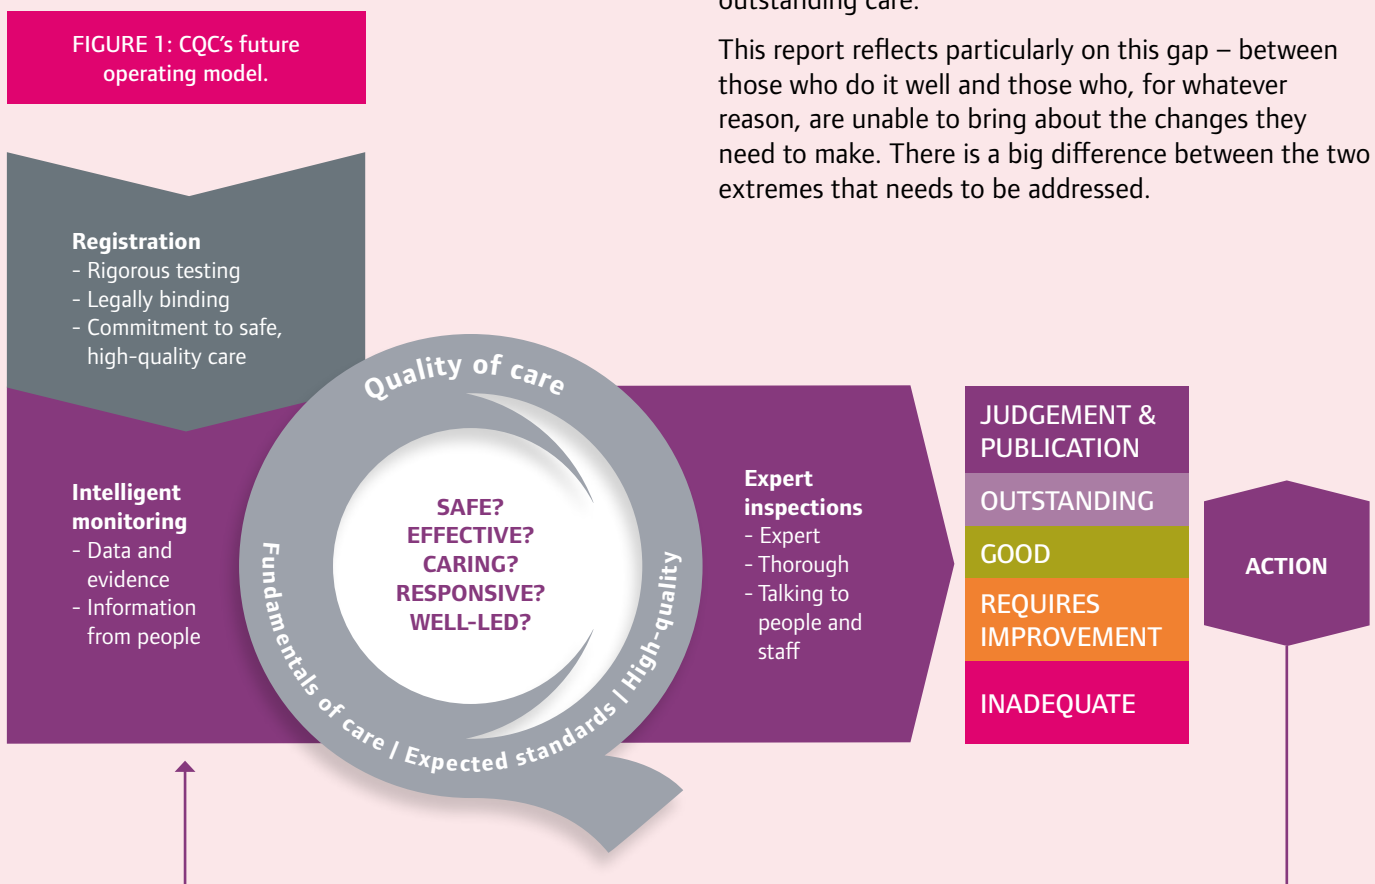 outstanding care.
This report reflects particularly on this gap – between
those who do it well and those who, for whatever
reason, are unable to bring about the changes they
need to make. There is a big difference between the two
extremes that needs to be addressed.
FIGURE 1: CQC’s future
operating model.
Registration
- Rigorous testing
- Legally binding
- Commitment to safe,
high-quality care
Intelligent
monitoring
- Data and
evidence
- Information
from people
Quality of care
SAFE?
EFFECTIVE?
CARING?
RESPONSIVE?
WELL-LED?
Fundamentals of care | Expected standards | High-quality
Expert
inspections
- Expert
- Thorough
- Talking to
people and
staff
JUDGEMENT &
PUBLICATION
OUTSTANDING
GOOD
REQUIRES
IMPROVEMENT
INADEQUATE
ACTION